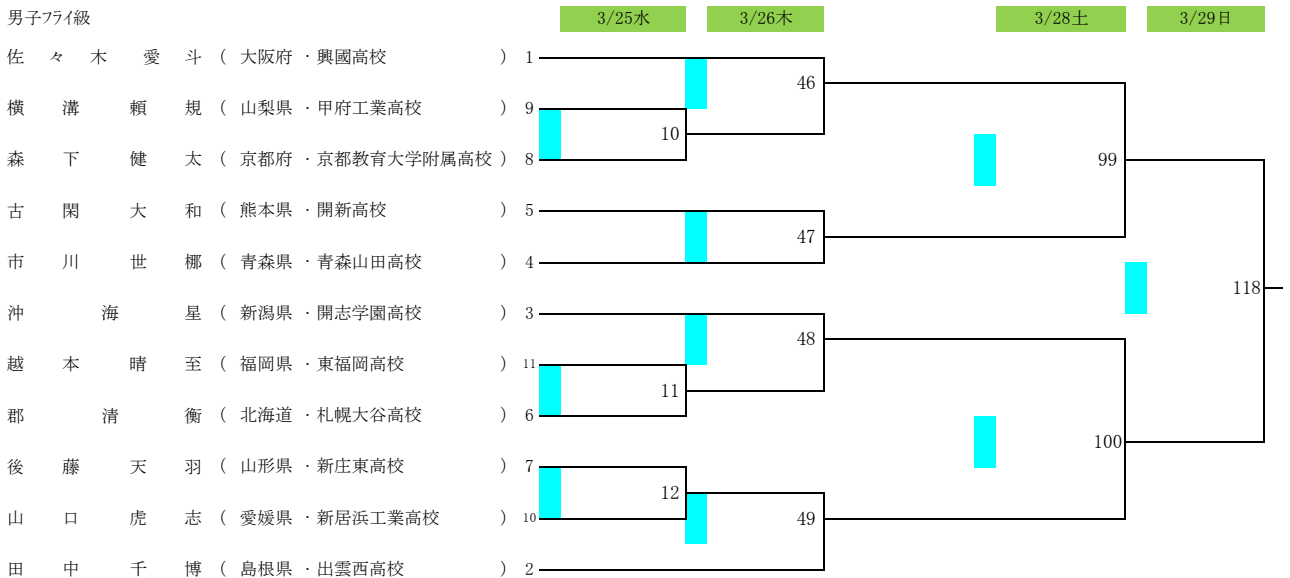 男子フライ級 3/25水 3/26木 3/28土 3/29日
佐々木愛斗 ( 大阪府 ・興國高校 ) 1
46
横溝頼規 ( 山梨県 ・甲府工業高校 ) 9
10
森下健太 ( 京都府 ・京都教育大学附属高校 ) 8
99
古閑大和 ( 熊本県 ・開新高校 ) 5
47
市川世梛 ( 青森県 ・青森山田高校 ) 4
118
沖海星 ( 新潟県 ・開志学園高校 ) 3
48
越本晴至 ( 福岡県 ・東福岡高校 ) 11
11
郡清衡 ( 北海道 ・札幌大谷高校 ) 6
100
後藤天羽 ( 山形県 ・新庄東高校 ) 7
12
山口虎志 ( 愛媛県 ・新居浜工業高校 ) 10
49
田中千博 ( 島根県 ・出雲西高校 ) 2